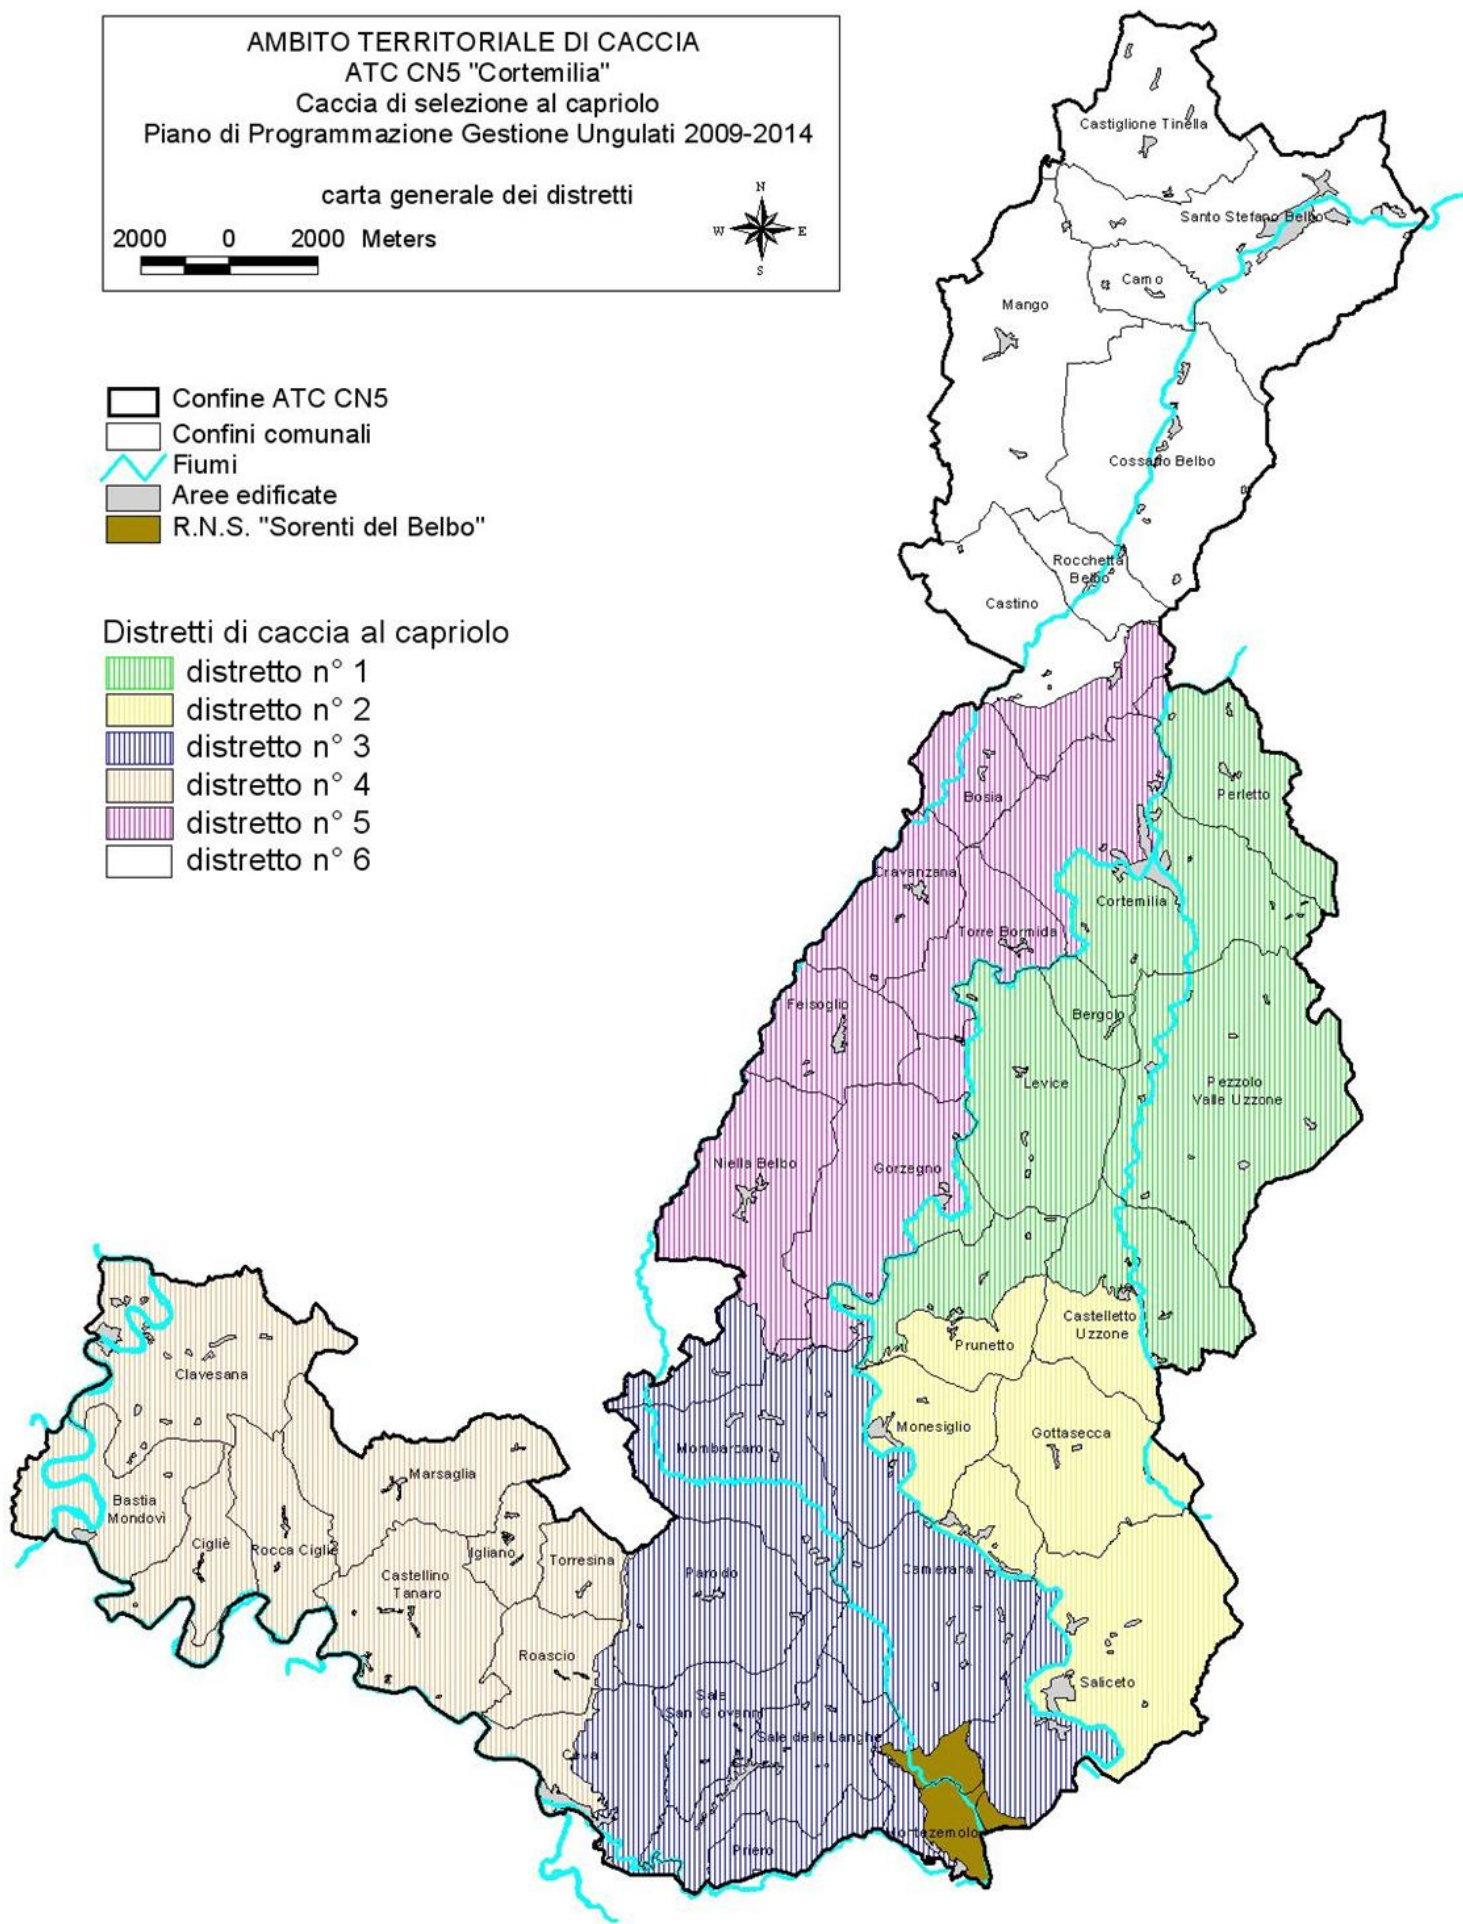 AMBITO TERRITORIALE DI CACCIA
ATC CN5 "Cortemilia"
Caccia di selezione al capriolo
Piano di Programmazione Gestione Ungulati 2009-2014
carta generale dei distretti
2000 0 2000 Meters
N
W E
S
Confine ATC CN5
Confini comunali
Fiumi
Aree edificate
R.N.S. "Sorenti del Belbo"
Distretti di caccia al capriolo
distretto n° 1
distretto n° 2
distretto n° 3
distretto n° 4
distretto n° 5
distretto n° 6
Castiglione Tinella
Santo Stefano Belbo
Camo
Mango
Cossano Belbo
Rocchetta
Belbo
Castino
Perletto
Bosia
Cravanzana
Cortemilia
Torre Bormida
Feisoglio
Bergolo
Levice
Pezzolo
Valle Uzzone
Niella Belbo
Gorzegno
Castelletto
Uzzone
Prunetto
Clavesana
Monesiglio
Gottasecca
Mombarcaro
Marsaglia
Bastia
Mondovì
Cigliè
Rocca Cigliè
Igliano
Torresina
Castellino
Tanaro
Parodo
Camerana
Roascio
Saliceto
Sale
San Giovanni
Sale delle Langhe
Ceva
Montezemolo
Priero